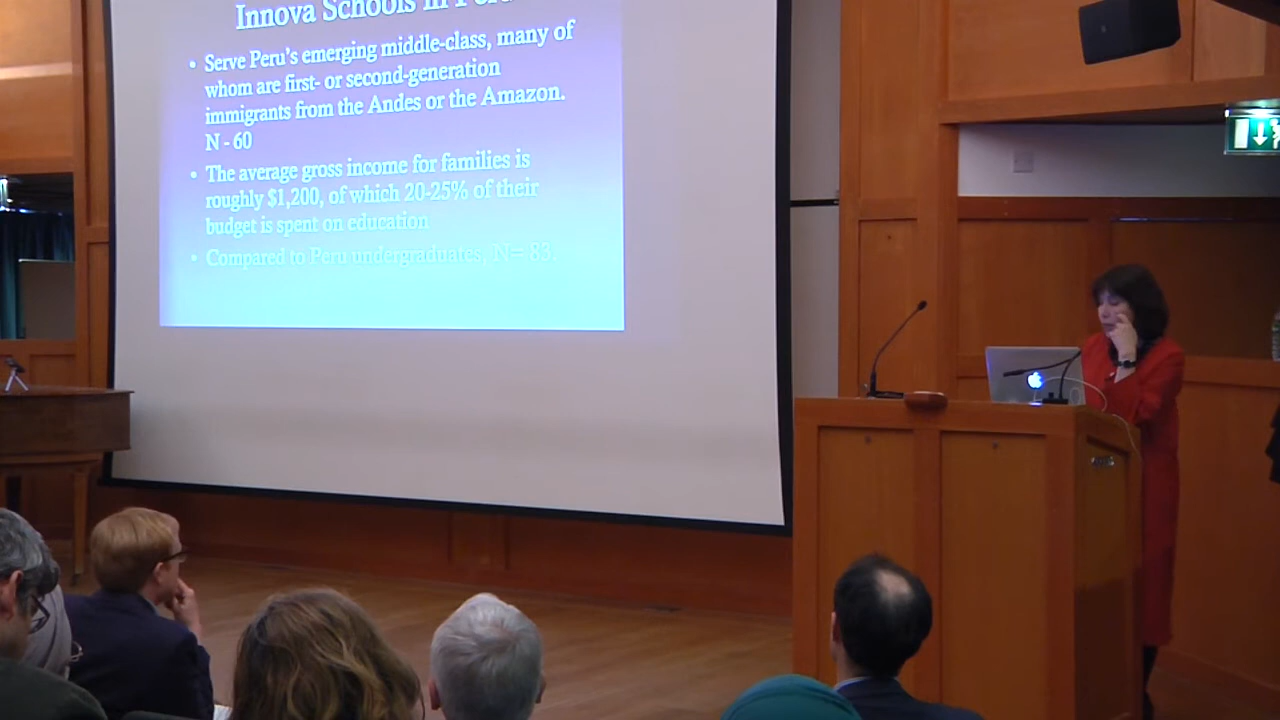 Innova Schools in Peru
• Serve Peru's emerging middle-class, many of
whom are first- or second-generation
immigrants from the Andes or the Amazon.
N - 60
• The average gross income for families is
roughly $1,200, of which 20-25% of their
budget is spent on education
• Compared to Peru undergraduates, N= 83